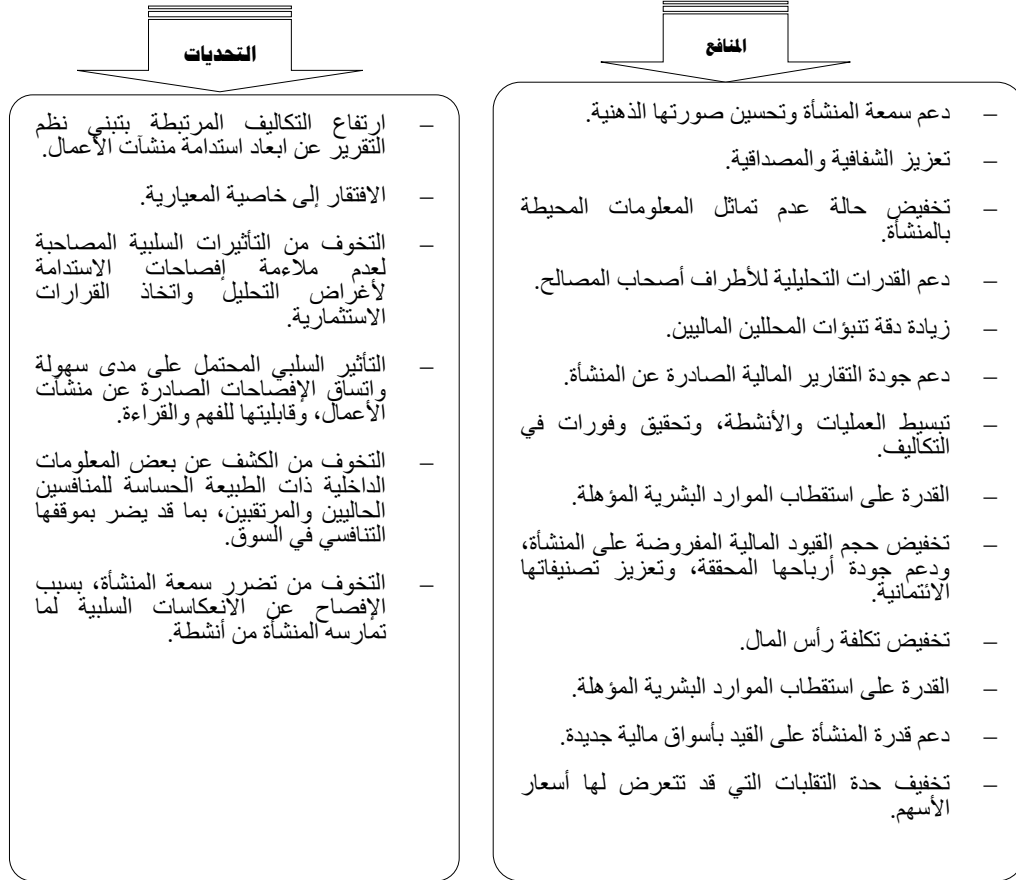 المنافع
– دعم سمعة المنشأة وتحسين صورتها الذهنية.
– تعزيز الشفافية والمصداقية.
– تخفيض حالة عدم تماثل المعلومات المحيطة
بالمنشأة.
– دعم القدرات التحليلية للأطراف أصحاب المصالح.
– زيادة دقة تنبؤات المحللين الماليين.
– دعم جودة التقارير المالية الصادرة عن المنشأة.
– تبسيط العمليات والأنشطة، وتحقيق وفورات في
التكاليف.
– القدرة على استقطاب الموارد البشرية المؤهلة.
– تخفيض حجم القيود المالية المفروضة على المنشأة،
ودعم جودة أرباحها المحققة، وتعزيز تصنيفاتها
الائتمانية.
– تخفيض تكلفة رأس المال.
– القدرة على استقطاب الموارد البشرية المؤهلة.
– دعم قدرة المنشأة على القيد بأسواق مالية جديدة.
– تخفيف حدة التقلبات التي قد تتعرض لها أسعار
الأسهم.
التحديات
– ارتفاع التكاليف المرتبطة بتبني نظم
التقرير عن ابعاد استدامة منشآت الأعمال.
– الافتقار إلى خاصية المعيارية.
– التخوف من التأثيرات السلبية المصاحبة
لعدم ملاءمة إفصاحات الاستدامة
لأغراض التحليل واتخاذ القرارات
الاستثمارية.
– التأثير السلبي المحتمل على مدى سهولة
واتساق الإفصاحات الصادرة عن منشآت
الأعمال، وقابليتها للفهم والقراءة.
– التخوف من الكشف عن بعض المعلومات
الداخلية ذات الطبيعة الحساسة للمنافسين
الحاليين والمرتقبين، بما قد يضر بموقفها
التنافسي في السوق.
– التخوف من تضرر سمعة المنشأة، بسبب
الإفصاح عن الانعكاسات السلبية لما
تمارسه المنشأة من أنشطة.